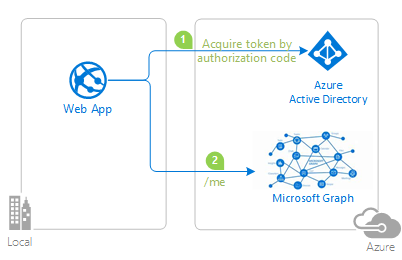 1
Acquire token by
authorization code
Web App
Azure
Active Directory
2
/me
Microsoft Graph
Local
Azure